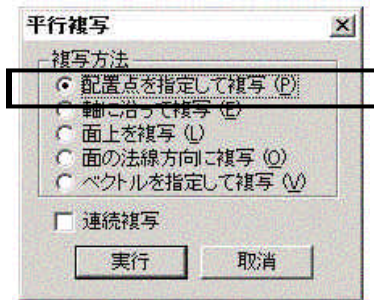 平行複写
複写方法
配置点を指定して複写 (P)
軸に沿って複写 (E)
面上を複写 (L)
面の法線方向に複写 (O)
ベクトルを指定して複写 (V)
連続複写
実行
取消